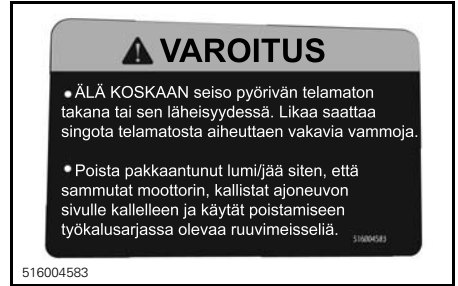 VAROITUS
• ÄLÄ KOSKAAN seiso pyörivän telamaton
takana tai sen läheisyydessä. Likaa saattaa
singota telamatosta aiheuttaen vakavia vammoja.
• Poista pakkaantunut lumi/jää siten, että
sammutat moottorin, kallistat ajoneuvon
sivulle kallelleen ja käytät poistamiseen
työkalusarjassa olevaa ruuvimeisseliä.
516004583
516004583